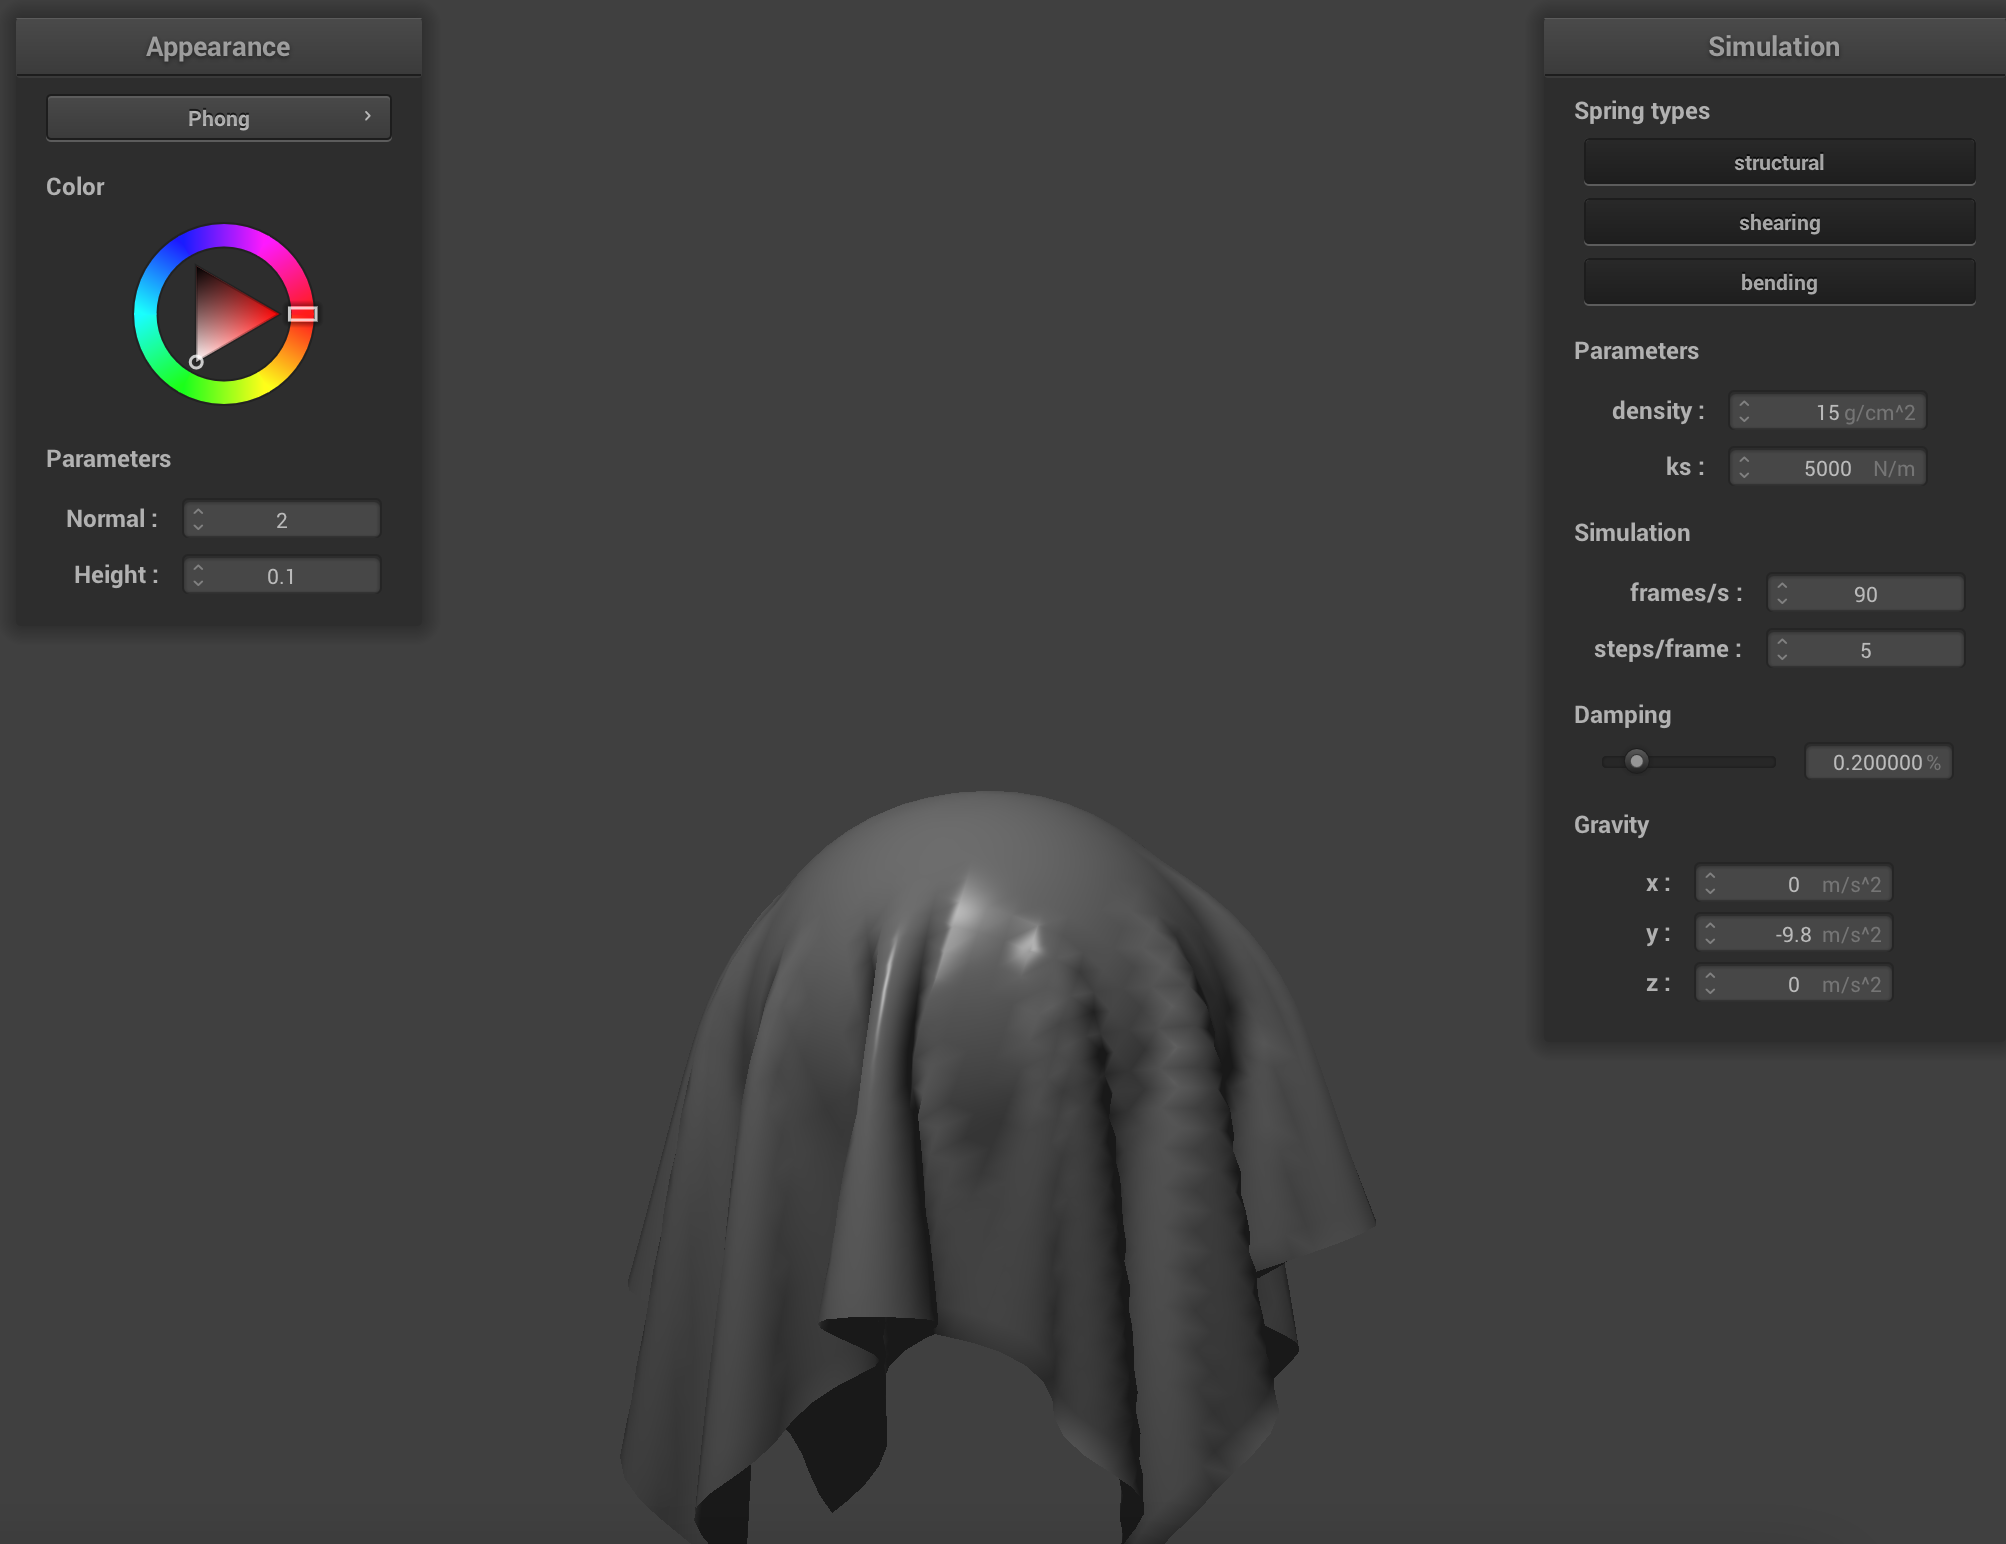 Appearance
Phong
Color
Parameters
Normal : 2
Height : 0.1
Simulation
Spring types
structural
shearing
bending
Parameters
density : 15 g/cm^2
ks : 5000 N/m
Simulation
frames/s : 90
steps/frame : 5
Damping
0.200000 %
Gravity
x : 0 m/s^2
y : -9.8 m/s^2
z : 0 m/s^2